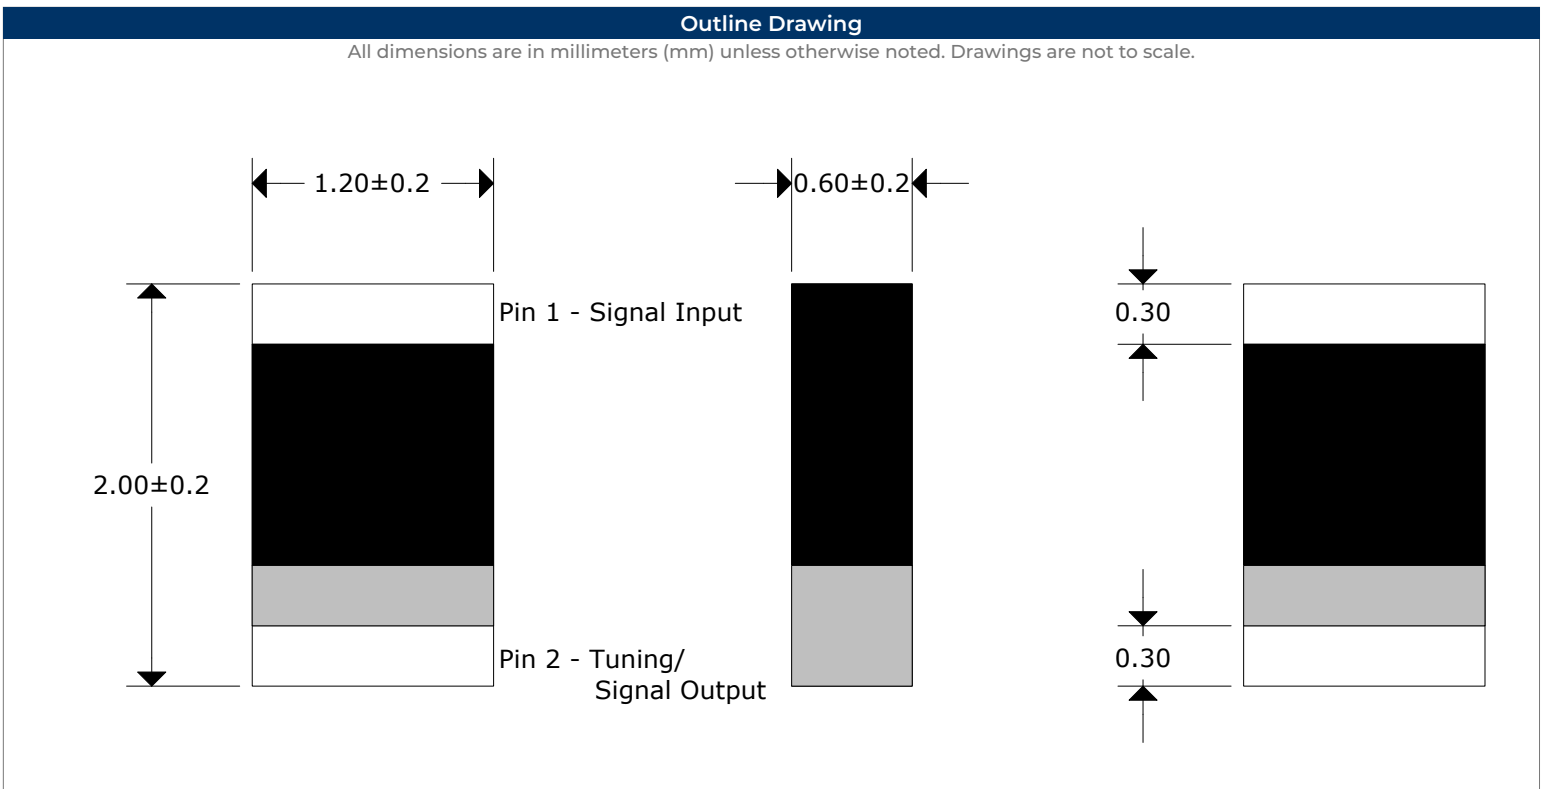 Outline Drawing
All dimensions are in millimeters (mm) unless otherwise noted. Drawings are not to scale.
1.20±0.2
0.60±0.2
Pin 1 - Signal Input
0.30
2.00±0.2
Pin 2 - Tuning/
Signal Output
0.30